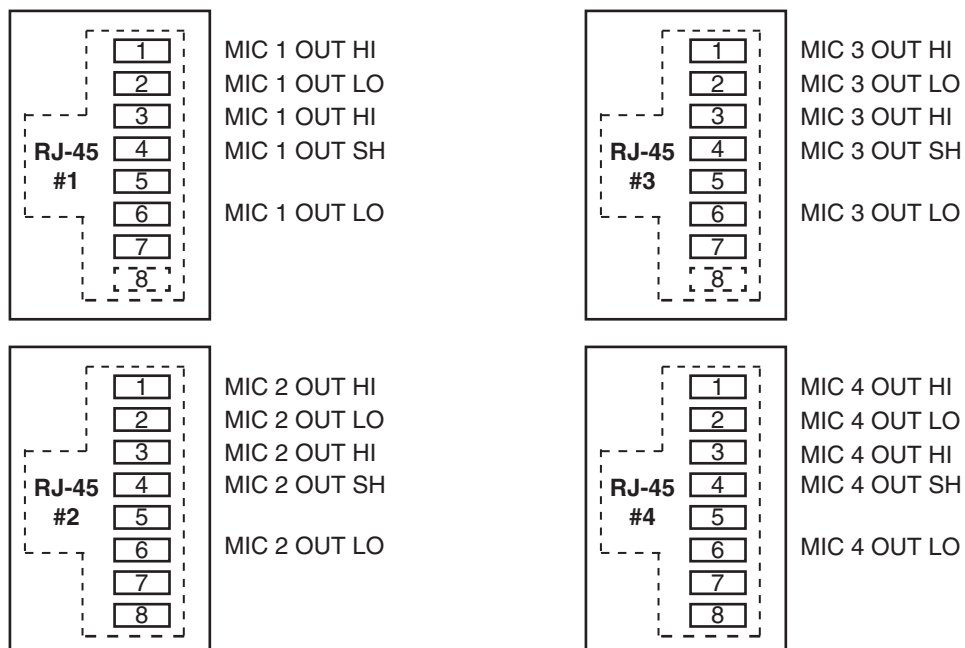 1 MIC 1 OUT HI
2 MIC 1 OUT LO
3 MIC 1 OUT HI
RJ-45 4 MIC 1 OUT SH
#1 5
6 MIC 1 OUT LO
7
8
1 MIC 3 OUT HI
2 MIC 3 OUT LO
3 MIC 3 OUT HI
RJ-45 4 MIC 3 OUT SH
#3 5
6 MIC 3 OUT LO
7
8
1 MIC 2 OUT HI
2 MIC 2 OUT LO
3 MIC 2 OUT HI
RJ-45 4 MIC 2 OUT SH
#2 5
6 MIC 2 OUT LO
7
8
1 MIC 4 OUT HI
2 MIC 4 OUT LO
3 MIC 4 OUT HI
RJ-45 4 MIC 4 OUT SH
#4 5
6 MIC 4 OUT LO
7
8